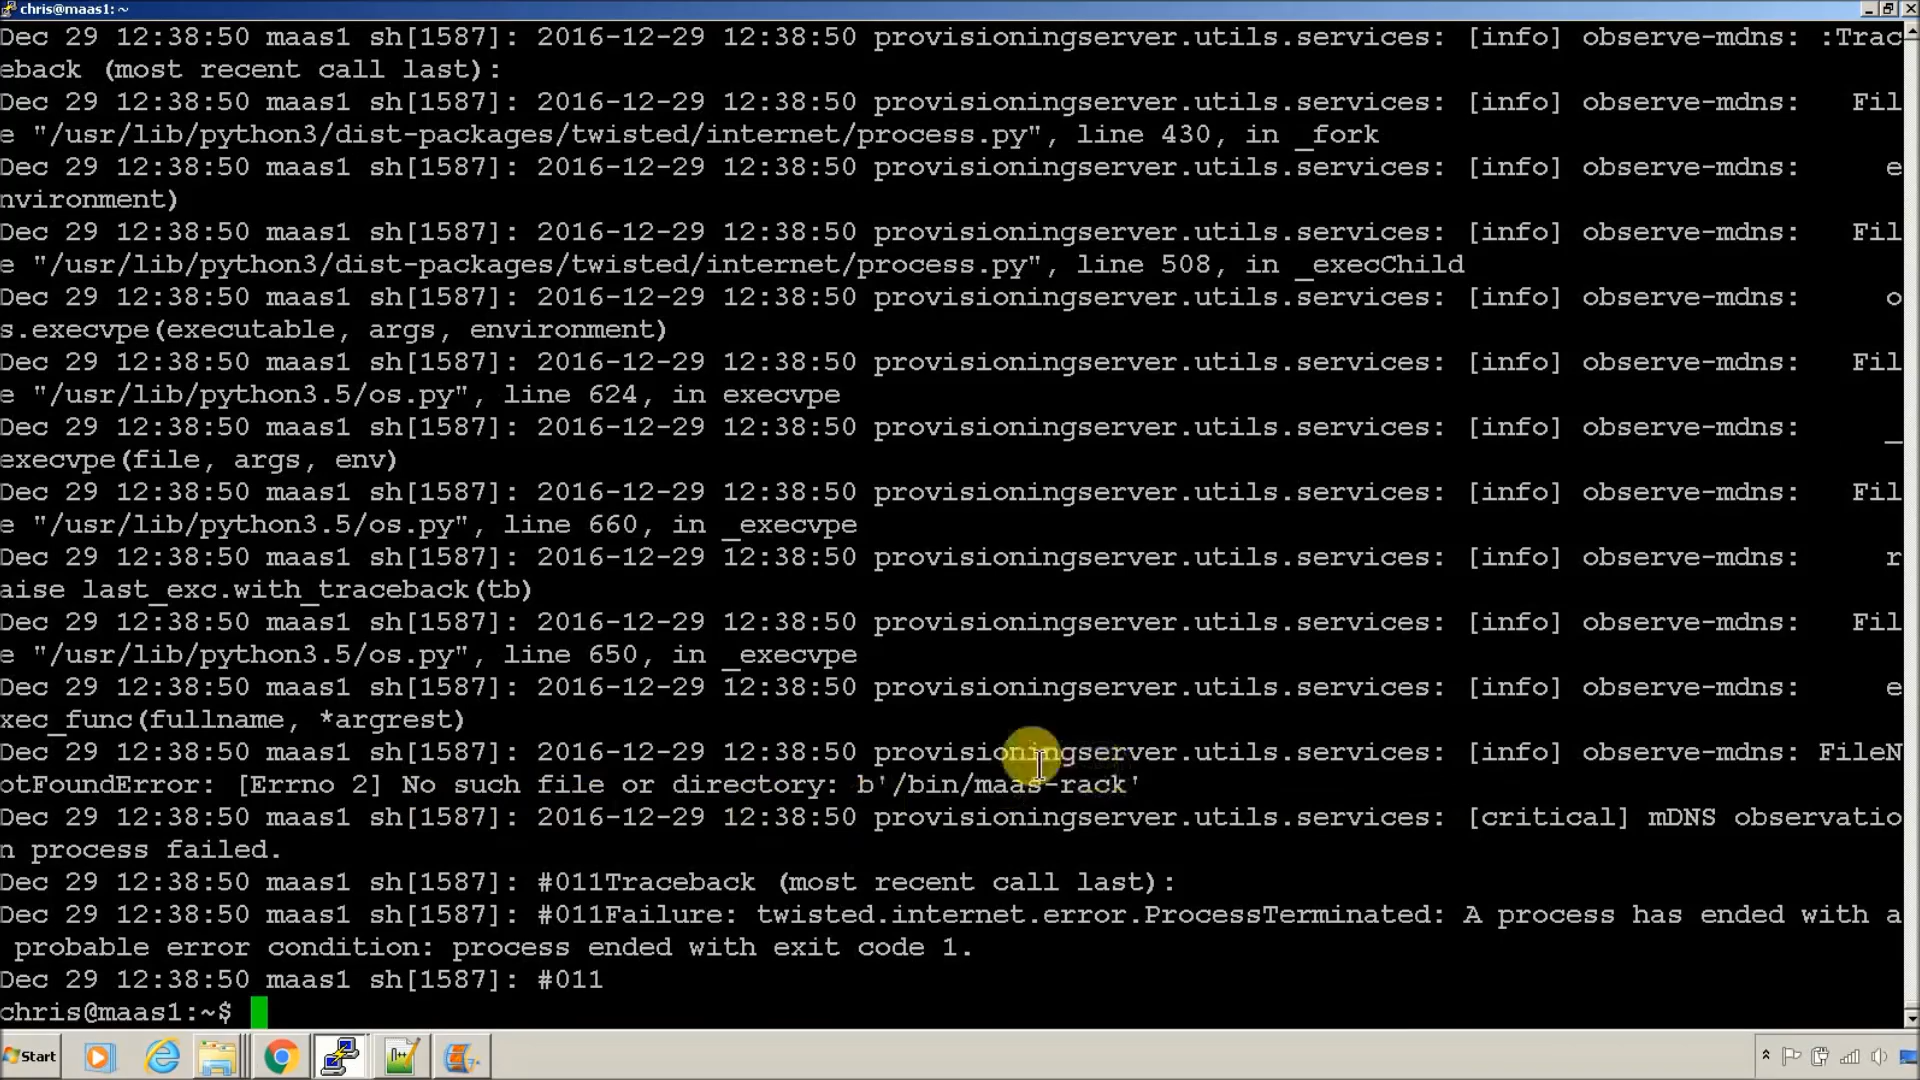 chris@maas1: ~
Dec 29 12:38:50 maas1 sh[1587]: 2016-12-29 12:38:50 provisioningserver.utils.services: [info] observe-mdns: :Trac
eback (most recent call last):
Dec 29 12:38:50 maas1 sh[1587]: 2016-12-29 12:38:50 provisioningserver.utils.services: [info] observe-mdns:   Fil
e "/usr/lib/python3/dist-packages/twisted/internet/process.py", line 430, in _fork
Dec 29 12:38:50 maas1 sh[1587]: 2016-12-29 12:38:50 provisioningserver.utils.services: [info] observe-mdns:     e
nvironment)
Dec 29 12:38:50 maas1 sh[1587]: 2016-12-29 12:38:50 provisioningserver.utils.services: [info] observe-mdns:   Fil
e "/usr/lib/python3/dist-packages/twisted/internet/process.py", line 508, in _execChild
Dec 29 12:38:50 maas1 sh[1587]: 2016-12-29 12:38:50 provisioningserver.utils.services: [info] observe-mdns:     o
s.execvpe(executable, args, environment)
Dec 29 12:38:50 maas1 sh[1587]: 2016-12-29 12:38:50 provisioningserver.utils.services: [info] observe-mdns:   Fil
e "/usr/lib/python3.5/os.py", line 624, in execvpe
Dec 29 12:38:50 maas1 sh[1587]: 2016-12-29 12:38:50 provisioningserver.utils.services: [info] observe-mdns:     _
execvpe(file, args, env)
Dec 29 12:38:50 maas1 sh[1587]: 2016-12-29 12:38:50 provisioningserver.utils.services: [info] observe-mdns:   Fil
e "/usr/lib/python3.5/os.py", line 660, in _execvpe
Dec 29 12:38:50 maas1 sh[1587]: 2016-12-29 12:38:50 provisioningserver.utils.services: [info] observe-mdns:     r
aise last_exc.with_traceback(tb)
Dec 29 12:38:50 maas1 sh[1587]: 2016-12-29 12:38:50 provisioningserver.utils.services: [info] observe-mdns:   Fil
e "/usr/lib/python3.5/os.py", line 650, in _execvpe
Dec 29 12:38:50 maas1 sh[1587]: 2016-12-29 12:38:50 provisioningserver.utils.services: [info] observe-mdns:     e
xec_func(fullname, *argrest)
Dec 29 12:38:50 maas1 sh[1587]: 2016-12-29 12:38:50 provisioningserver.utils.services: [info] observe-mdns: FileN
otFoundError: [Errno 2] No such file or directory: b'/bin/maas-rack'
Dec 29 12:38:50 maas1 sh[1587]: 2016-12-29 12:38:50 provisioningserver.utils.services: [critical] mDNS observatio
n process failed.
Dec 29 12:38:50 maas1 sh[1587]: #011Traceback (most recent call last):
Dec 29 12:38:50 maas1 sh[1587]: #011Failure: twisted.internet.error.ProcessTerminated: A process has ended with a
 probable error condition: process ended with exit code 1.
Dec 29 12:38:50 maas1 sh[1587]: #011
chris@maas1:~$
Start